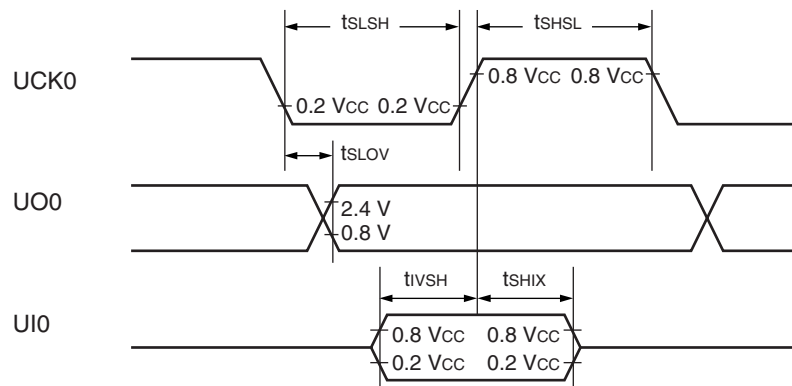 tSLSH tSHSL
UCK0
0.8 VCC 0.8 VCC
0.2 VCC 0.2 VCC
tSLOV
UO0
2.4 V
0.8 V
tIVSH tSHIX
UI0
0.8 VCC 0.8 VCC
0.2 VCC 0.2 VCC